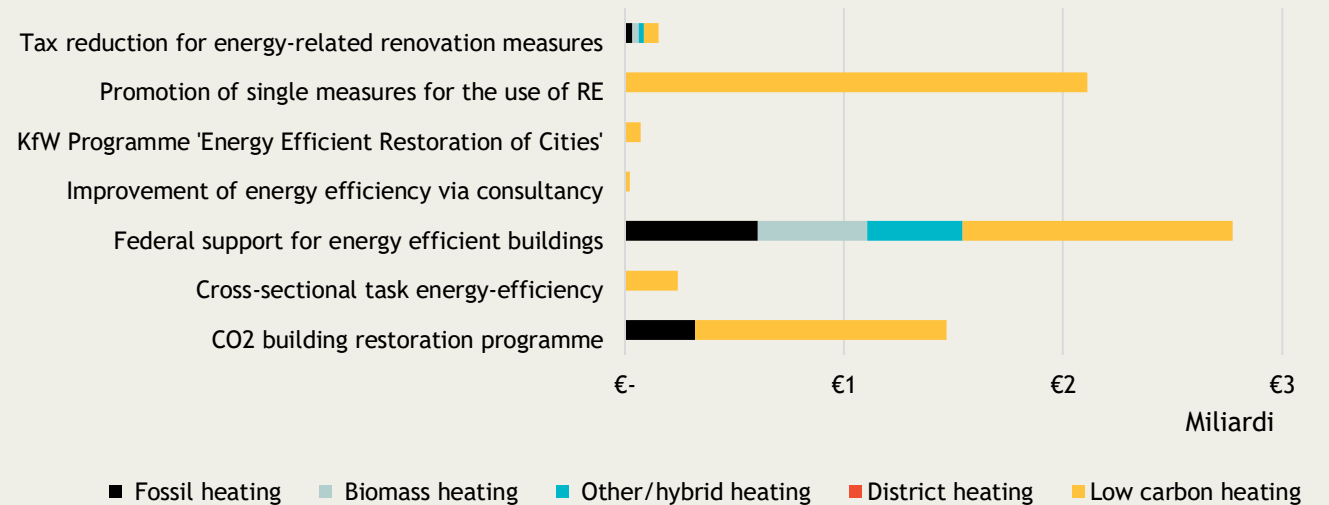 Tax reduction for energy-related renovation measures
Promotion of single measures for the use of RE
KfW Programme 'Energy Efficient Restoration of Cities'
Improvement of energy efficiency via consultancy
Federal support for energy efficient buildings
Cross-sectional task energy-efficiency
CO2 building restoration programme
€- €1 €2 €3
Miliardi
Fossil heating Biomass heating Other/hybrid heating District heating Low carbon heating